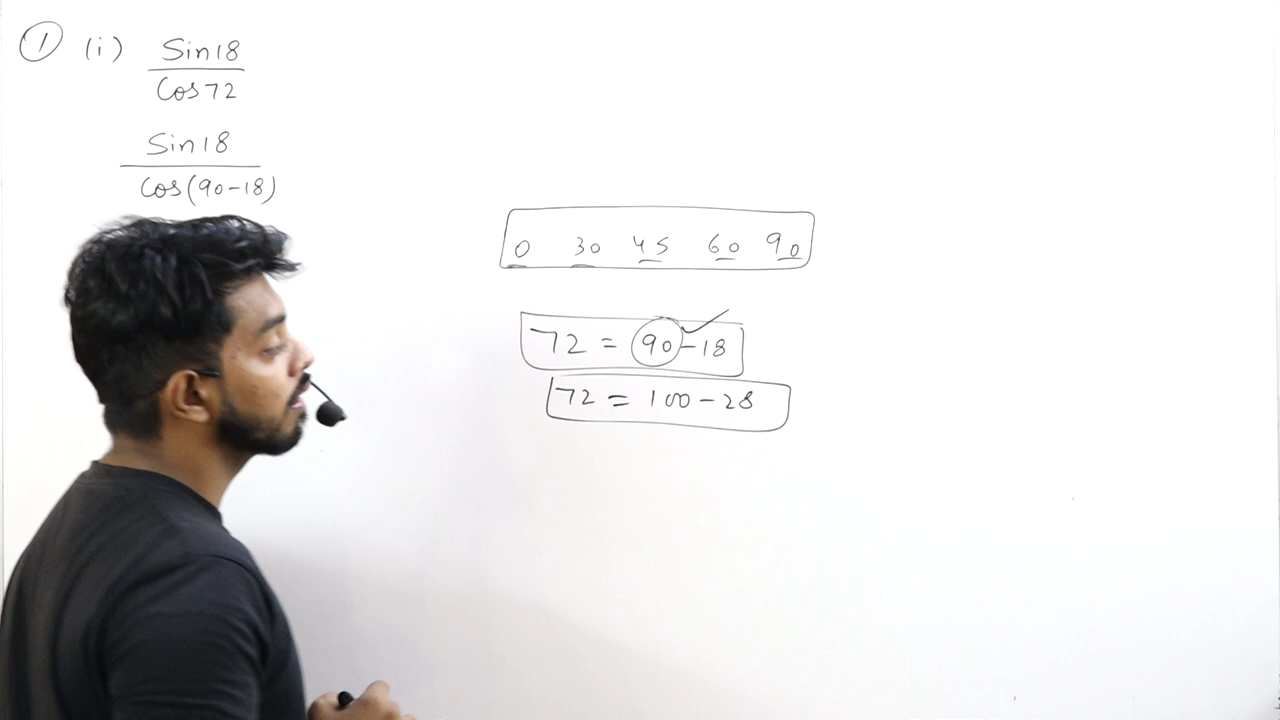 ① (i) Sin18
Cos72
Sin18
Cos(90-18)
0 30 45 60 90
72 = 90-18
72 = 100-28